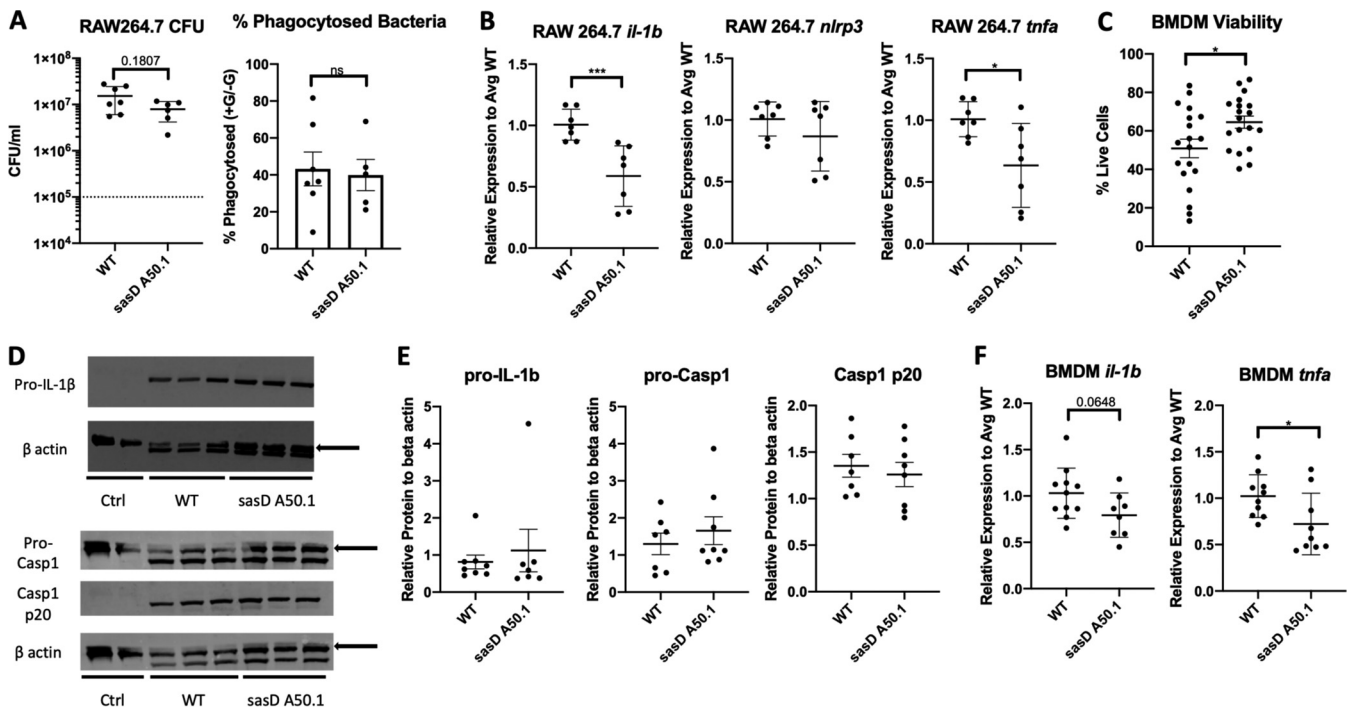 A
RAW264.7 CFU
CFU/ml
1×10⁸
1×10⁷
1×10⁶
1×10⁵
1×10⁴
0.1807
WT
sasD A50.1
% Phagocytosed Bacteria
% Phagocytosed (+G/-G)
100
80
60
40
20
0
ns
WT
sasD A50.1
B
RAW 264.7 il-1b
Relative Expression to Avg WT
1.5
1.0
0.5
0.0
***
WT
sasD A50.1
RAW 264.7 nlrp3
Relative Expression to Avg WT
1.5
1.0
0.5
0.0
WT
sasD A50.1
RAW 264.7 tnfa
Relative Expression to Avg WT
1.5
1.0
0.5
0.0
*
WT
sasD A50.1
C
BMDM Viability
% Live Cells
100
80
60
40
20
0
*
WT
sasD A50.1
D
Pro-IL-1β
β actin
Ctrl
WT
sasD A50.1
Pro-
Casp1
Casp1
p20
β actin
Ctrl
WT
sasD A50.1
E
pro-IL-1b
Relative Protein to beta actin
5
4
3
2
1
0
WT
sasD A50.1
pro-Casp1
Relative Protein to beta actin
5
4
3
2
1
0
WT
sasD A50.1
Casp1 p20
Relative Protein to beta actin
2.0
1.5
1.0
0.5
0.0
WT
sasD A50.1
F
BMDM il-1b
Relative Expression to Avg WT
2.0
1.5
1.0
0.5
0.0
0.0648
WT
sasD A50.1
BMDM tnfa
Relative Expression to Avg WT
2.0
1.5
1.0
0.5
0.0
*
WT
sasD A50.1